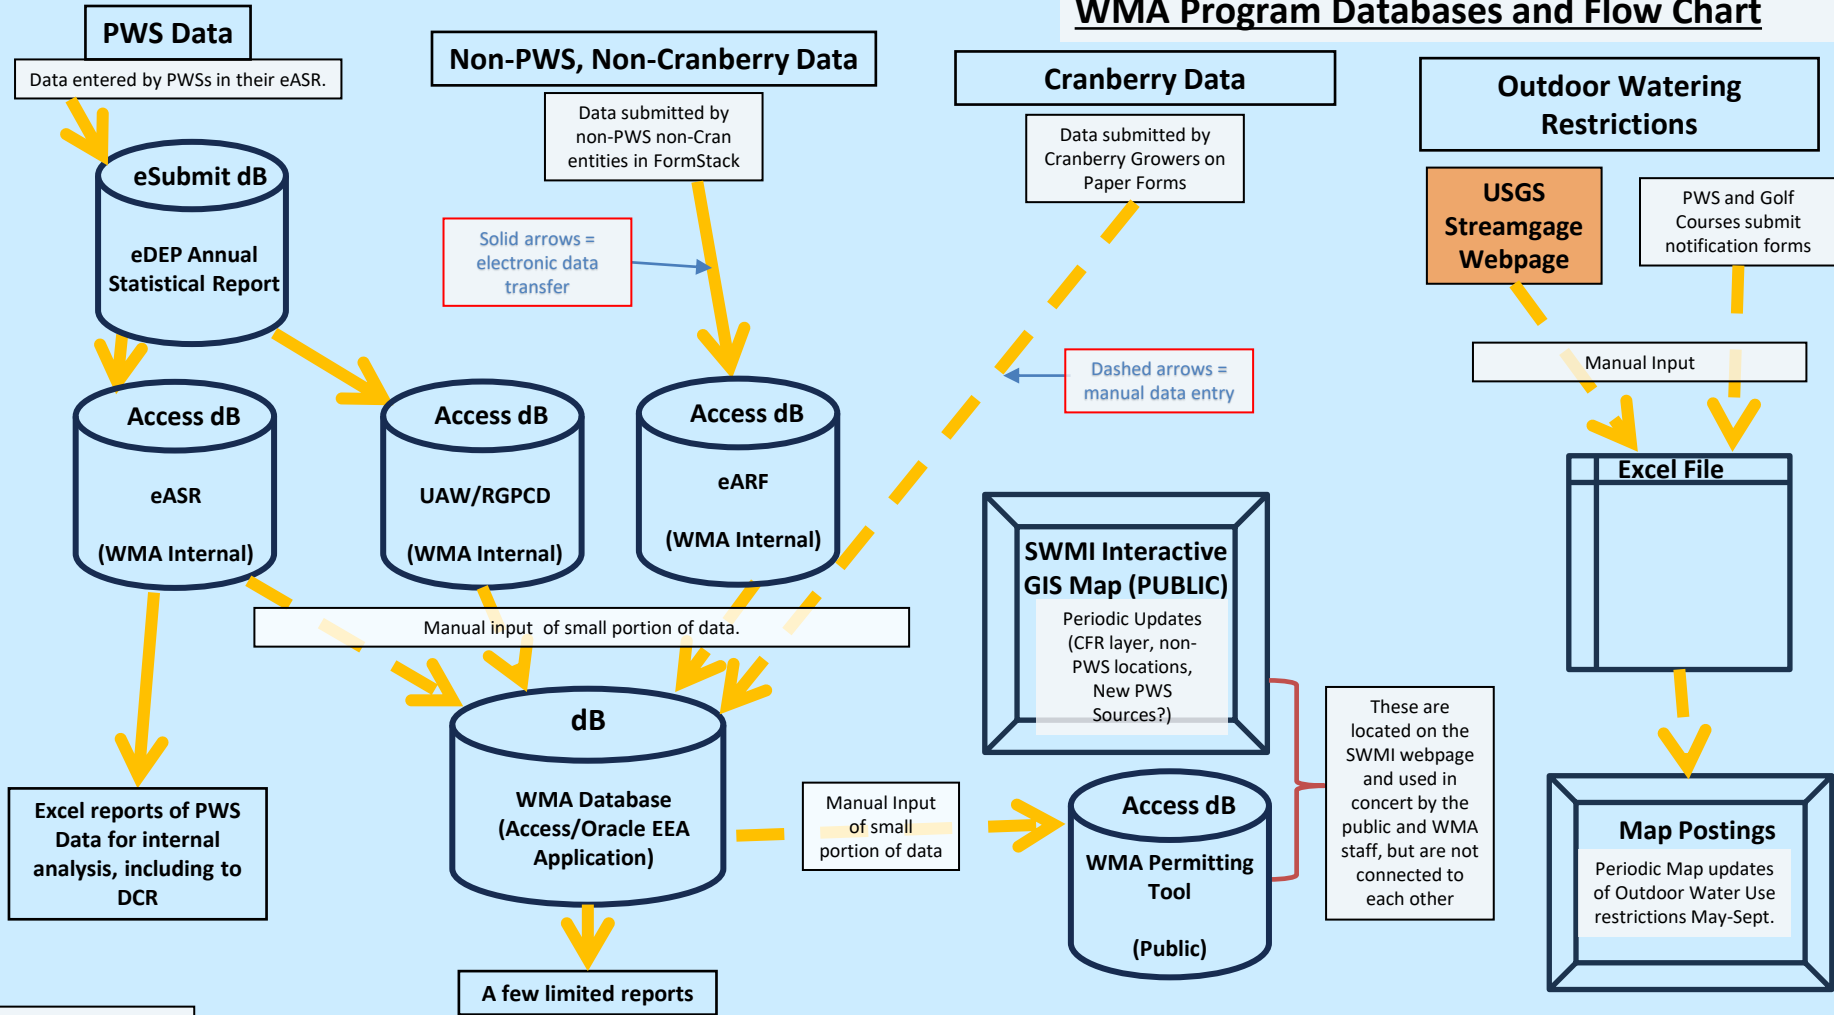 WMA Program Databases and Flow Chart
PWS Data
Data entered by PWSs in their eASR.
eSubmit dB
eDEP Annual
Statistical Report
Non-PWS, Non-Cranberry Data
Data submitted by
non-PWS non-Cran
entities in FormStack
Solid arrows =
electronic data
transfer
Cranberry Data
Data submitted by
Cranberry Growers on
Paper Forms
Dashed arrows =
manual data entry
Outdoor Watering
Restrictions
USGS
Streamgage
Webpage
PWS and Golf
Courses submit
notification forms
Manual Input
Excel File
Access dB
eASR
(WMA Internal)
Access dB
UAW/RGPCD
(WMA Internal)
Access dB
eARF
(WMA Internal)
Manual input of small portion of data.
SWMI Interactive
GIS Map (PUBLIC)
Periodic Updates
(CFR layer, non-
PWS locations,
New PWS
Sources?)
These are
located on the
SWMI webpage
and used in
concert by the
public and WMA
staff, but are not
connected to
each other
Excel reports of PWS
Data for internal
analysis, including to
DCR
dB
WMA Database
(Access/Oracle EEA
Application)
Manual Input
of small
portion of data
Access dB
WMA Permitting
Tool
(Public)
Map Postings
Periodic Map updates
of Outdoor Water Use
restrictions May-Sept.
A few limited reports